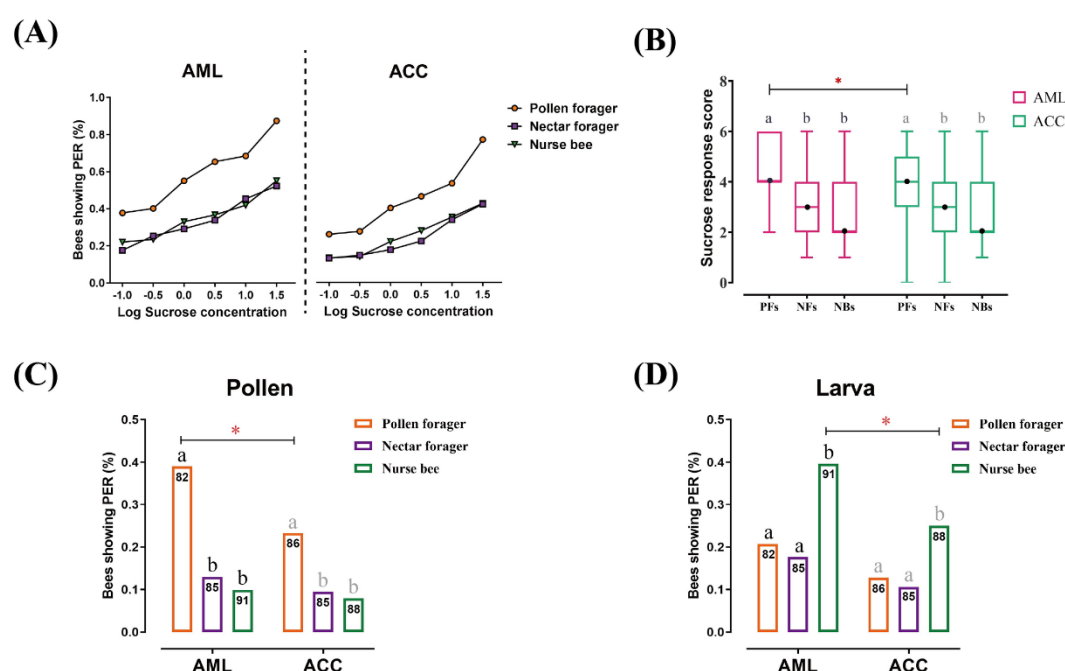 (A)
AML
ACC
Bees showing PER (%)
1.0
0.8
0.6
0.4
0.2
0.0
-1.0 -0.5 0.0 0.5 1.0 1.5
Log Sucrose concentration
-1.0 -0.5 0.0 0.5 1.0 1.5
Log Sucrose concentration
Pollen forager
Nectar forager
Nurse bee
(B)
Sucrose response score
8
6
4
2
0
*
a b b a b b
PFs NFs NBs PFs NFs NBs
AML
ACC
(C)
Pollen
Bees showing PER (%)
0.5
0.4
0.3
0.2
0.1
0.0
*
a b b a b b
82 85 91 86 85 88
AML ACC
Pollen forager
Nectar forager
Nurse bee
(D)
Larva
Bees showing PER (%)
0.5
0.4
0.3
0.2
0.1
0.0
*
a a b a a b
82 85 91 86 85 88
AML ACC
Pollen forager
Nectar forager
Nurse bee